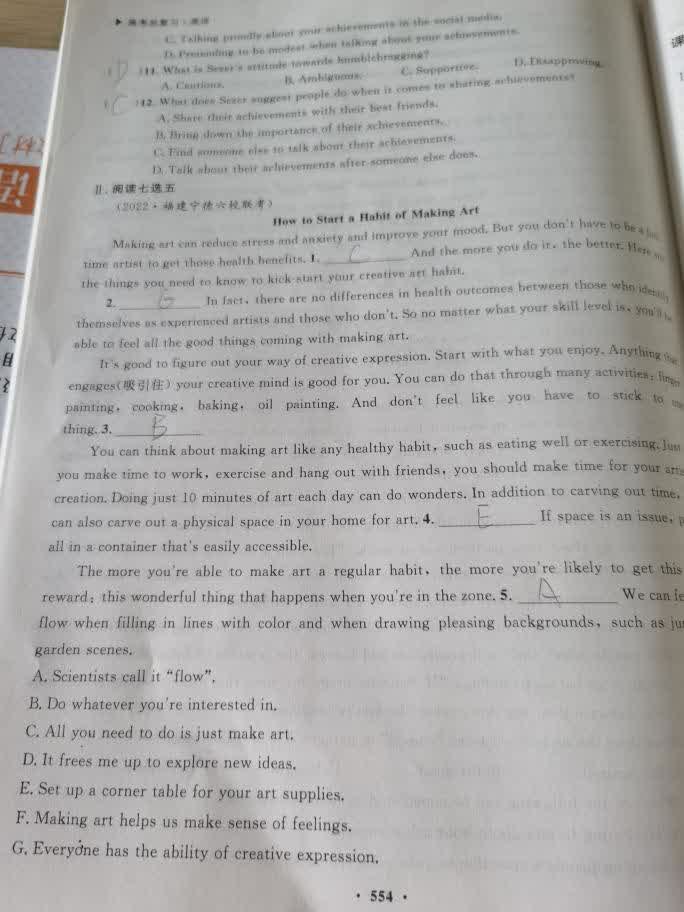 ▶ 高考总复习·英语
C. Talking proudly about your achievements in the social media.
D. Pretending to be modest when talking about your achievements.
( D )11. What is Sezer's attitude towards humblebragging?
A. Cautious. B. Ambiguous. C. Supportive. D. Disapproving.
( C )12. What does Sezer suggest people do when it comes to sharing achievements?
A. Share their achievements with their best friends.
B. Bring down the importance of their achievements.
C. Find someone else to talk about their achievements.
D. Talk about their achievements after someone else does.
Ⅱ. 阅读七选五
(2022·福建宁德六校联考)
How to Start a Habit of Making Art
Making art can reduce stress and anxiety and improve your mood. But you don't have to be a
time artist to get those health benefits. 1. C And the more you do it, the better. Here
the things you need to know to kick-start your creative art habit.
2. G In fact, there are no differences in health outcomes between those who identify
themselves as experienced artists and those who don't. So no matter what your skill level is, you'll be
able to feel all the good things coming with making art.
It's good to figure out your way of creative expression. Start with what you enjoy. Anything
engages(吸引住) your creative mind is good for you. You can do that through many activities: finger
painting, cooking, baking, oil painting. And don't feel like you have to stick to
thing. 3. B
You can think about making art like any healthy habit, such as eating well or exercising. Just
you make time to work, exercise and hang out with friends, you should make time for your
creation. Doing just 10 minutes of art each day can do wonders. In addition to carving out time,
can also carve out a physical space in your home for art. 4. E If space is an issue,
all in a container that's easily accessible.
The more you're able to make art a regular habit, the more you're likely to get this
reward: this wonderful thing that happens when you're in the zone. 5. A We can
flow when filling in lines with color and when drawing pleasing backgrounds, such as
garden scenes.
A. Scientists call it “flow”.
B. Do whatever you're interested in.
C. All you need to do is just make art.
D. It frees me up to explore new ideas.
E. Set up a corner table for your art supplies.
F. Making art helps us make sense of feelings.
G. Everyone has the ability of creative expression.
· 554 ·
课